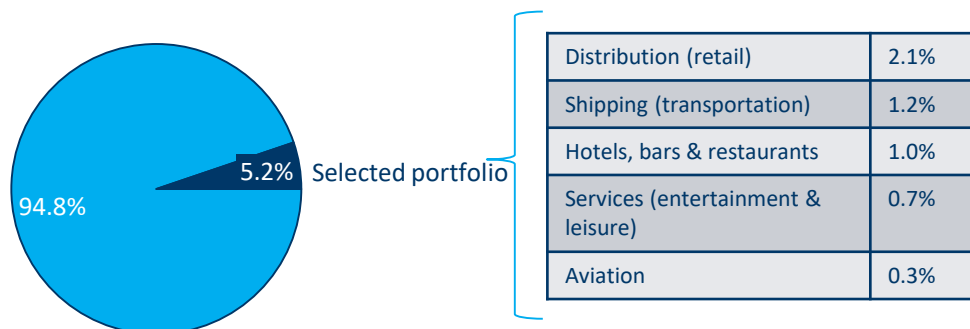 94.8%
5.2%
Selected portfolio
Distribution (retail) 2.1%
Shipping (transportation) 1.2%
Hotels, bars & restaurants 1.0%
Services (entertainment & 0.7%
leisure)
Aviation 0.3%